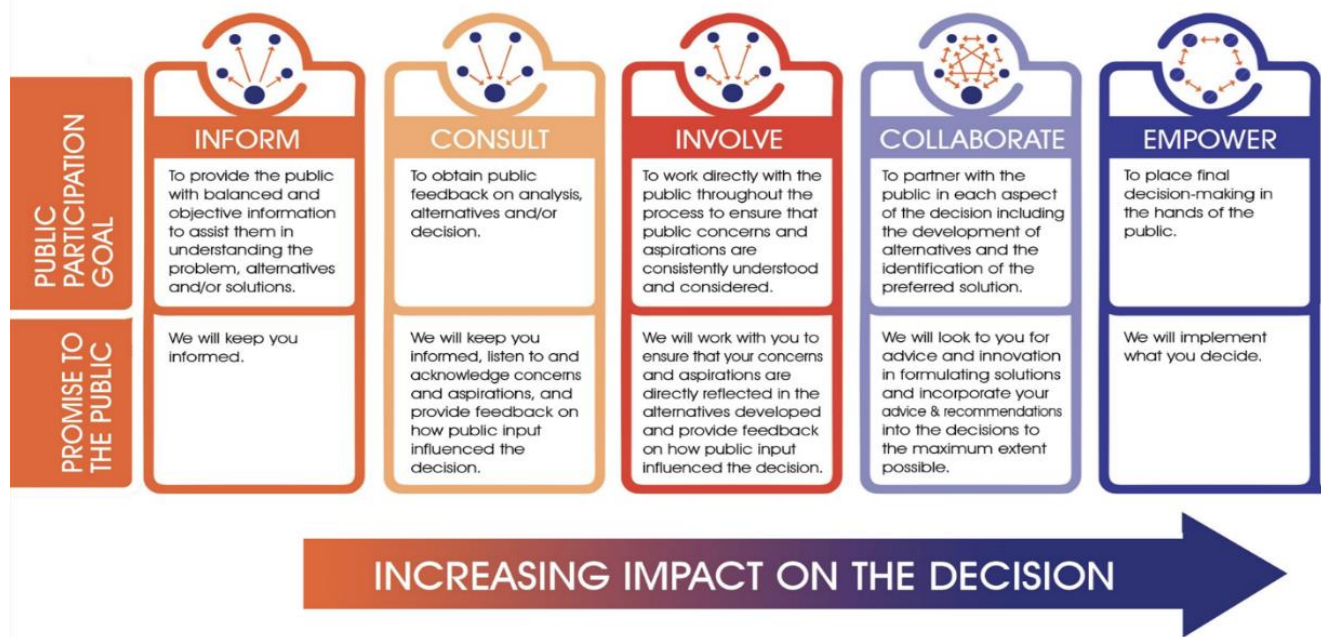 INFORM
CONSULT
INVOLVE
COLLABORATE
EMPOWER
PUBLIC
PARTICIPATION
GOAL
To provide the public
with balanced and
objective information
to assist them in
understanding the
problem, alternatives
and/or solutions.
To obtain public
feedback on analysis,
alternatives and/or
decision.
To work directly with the
public throughout the
process to ensure that
public concerns and
aspirations are
consistently understood
and considered.
To partner with the
public in each aspect
of the decision including
the development of
alternatives and the
identification of the
preferred solution.
To place final
decision-making in
the hands of the
public.
PROMISE TO
THE PUBLIC
We will keep you
informed.
We will keep you
informed, listen to and
acknowledge concerns
and aspirations, and
provide feedback on
how public input
influenced the
decision.
We will work with you to
ensure that your concerns
and aspirations are
directly reflected in the
alternatives developed
and provide feedback
on how public input
influenced the decision.
We will look to you for
advice and innovation
in formulating solutions
and incorporate your
advice & recommendations
into the decisions to
the maximum extent
possible.
We will implement
what you decide.
INCREASING IMPACT ON THE DECISION